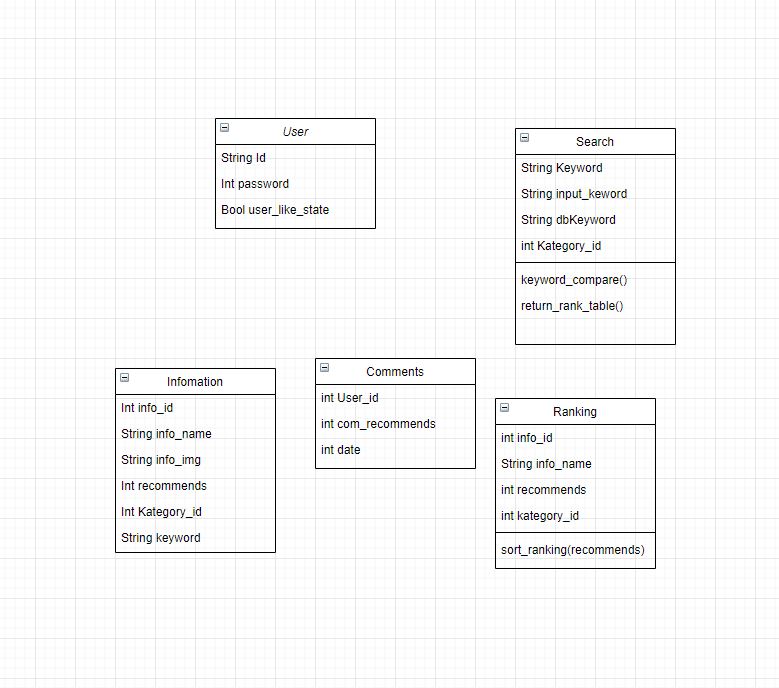 User
String Id
Int password
Bool user_like_state
Search
String Keyword
String input_keword
String dbKeyword
int Kategory_id
keyword_compare()
return_rank_table()
Infomation
Int info_id
String info_name
String info_img
Int recommends
Int Kategory_id
String keyword
Comments
int User_id
int com_recommends
int date
Ranking
int info_id
String info_name
int recommends
int kategory_id
sort_ranking(recommends)